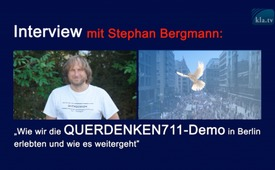 kla.tv
Interview mit Stephan Bergmann:
„Wie wir die QUERDENKEN711-Demo in Berlin
erlebten und wie es weitergeht"